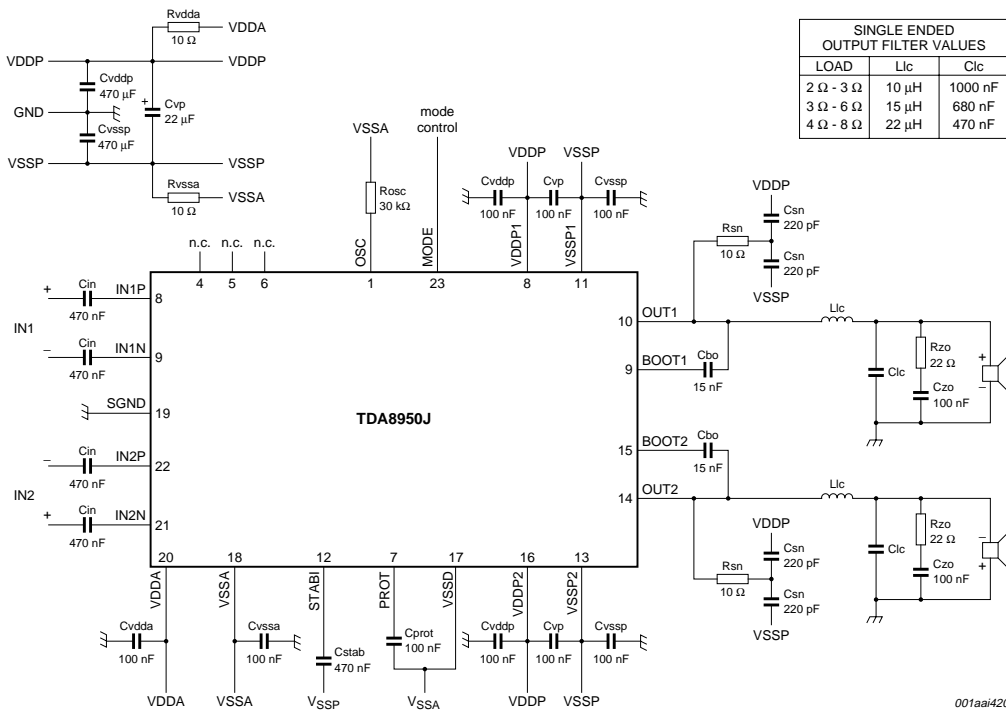 Rvdda
10 Ω
VDDA
VDDP
VDDP
Cvddp
470 μF
GND
+
Cvp
22 μF
Cvssp
470 μF
VSSP
VSSP
Rvssa
10 Ω
VSSA
VSSA
mode
control
VDDP
VSSP
Rosc
30 kΩ
Cvddp
100 nF
Cvp
100 nF
Cvssp
100 nF
n.c.
n.c.
n.c.
OSC
MODE
VDDP1
VSSP1
4
5
6
1
23
8
11
SINGLE ENDED
OUTPUT FILTER VALUES
LOAD Llc Clc
2 Ω - 3 Ω 10 μH 1000 nF
3 Ω - 6 Ω 15 μH 680 nF
4 Ω - 8 Ω 22 μH 470 nF
VDDP
Csn
220 pF
Rsn
10 Ω
Csn
220 pF
VSSP
+
Cin
470 nF
IN1P
8
IN1
−
Cin
470 nF
IN1N
9
SGND
19
−
Cin
470 nF
IN2P
22
IN2
+
Cin
470 nF
IN2N
21
TDA8950J
10
OUT1
Llc
9
BOOT1
Cbo
15 nF
Clc
Rzo
22 Ω
Czo
100 nF
+
−
15
BOOT2
Cbo
15 nF
14
OUT2
Llc
VDDP
Csn
220 pF
Rsn
10 Ω
Csn
220 pF
VSSP
Clc
Rzo
22 Ω
Czo
100 nF
−
+
20
18
12
7
17
16
13
VDDA
VSSA
STABI
PROT
VSSD
VDDP2
VSSP2
Cvdda
100 nF
Cvssa
100 nF
Cstab
470 nF
Cprot
100 nF
Cvddp
100 nF
Cvp
100 nF
Cvssp
100 nF
VDDA
VSSA
VSSP
VSSA
VDDP
VSSP
001aai420